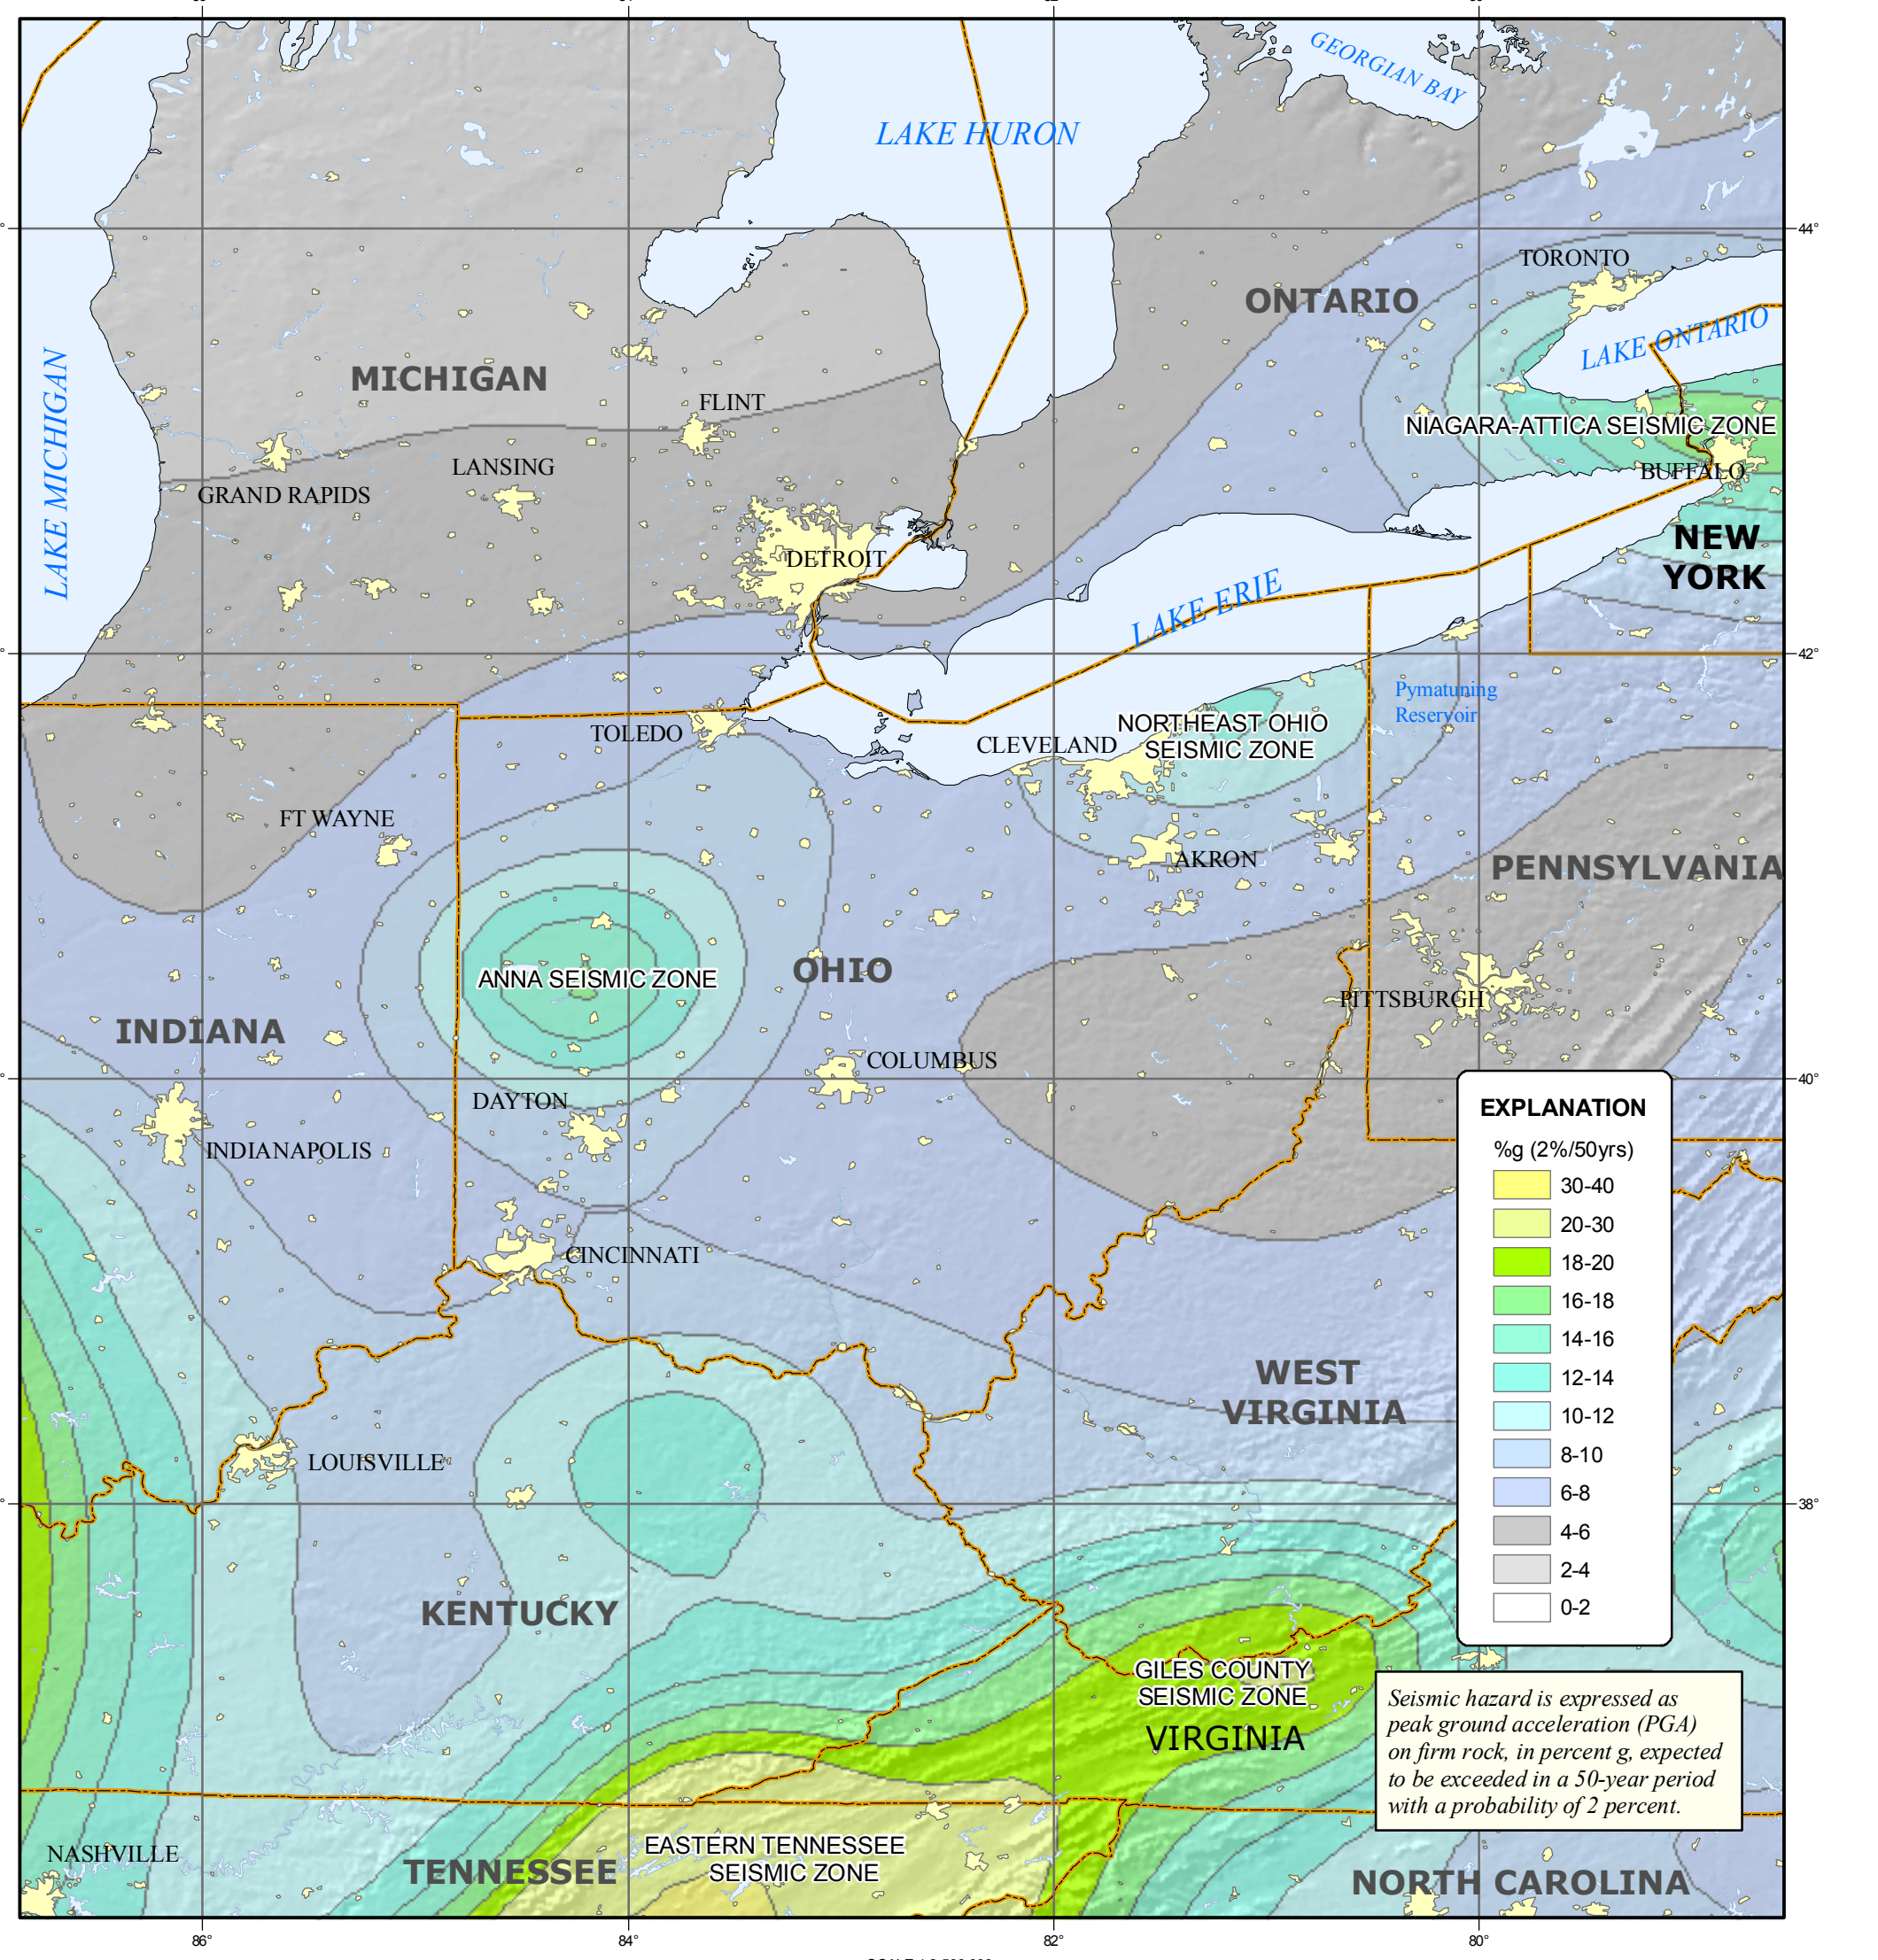 GEORGIAN BAY
LAKE HURON
44°
TORONTO
ONTARIO
LAKE ONTARIO
MICHIGAN
LAKE MICHIGAN
FLINT
NIAGARA-ATTICA SEISMIC ZONE
LANSING
BUFFALO
GRAND RAPIDS
NEW
YORK
DETROIT
LAKE ERIE
42°
Pymatuning
Reservoir
TOLEDO
NORTHEAST OHIO
SEISMIC ZONE
CLEVELAND
FT WAYNE
AKRON
PENNSYLVANIA
OHIO
ANNA SEISMIC ZONE
PITTSBURGH
INDIANA
COLUMBUS
40°
DAYTON
INDIANAPOLIS
CINCINNATI
EXPLANATION
%g (2%/50yrs)
30-40
20-30
18-20
16-18
14-16
12-14
10-12
8-10
6-8
4-6
2-4
0-2
WEST
VIRGINIA
LOUISVILLE
38°
KENTUCKY
GILES COUNTY
SEISMIC ZONE
VIRGINIA
Seismic hazard is expressed as
peak ground acceleration (PGA)
on firm rock, in percent g, expected
to be exceeded in a 50-year period
with a probability of 2 percent.
NASHVILLE
TENNESSEE
EASTERN TENNESSEE
SEISMIC ZONE
NORTH CAROLINA
86°
84°
82°
80°